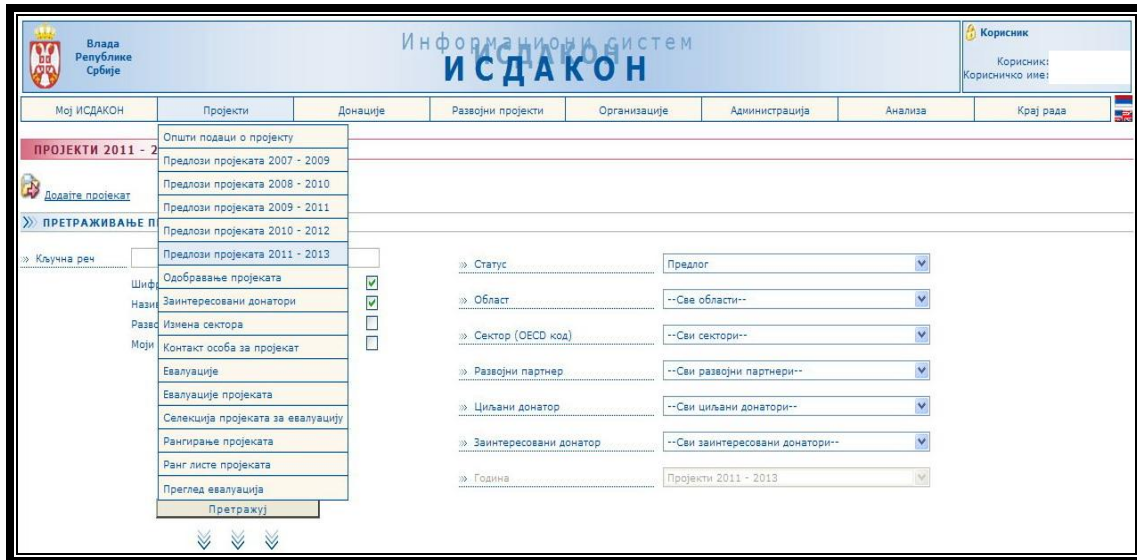 Влада
Републике
Србије
Информациони систем
ИСДАКОН
Корисник
Корисник:
Корисничко име:
Мој ИСДАКОН
Пројекти
Донације
Развојни пројекти
Организације
Администрација
Анализа
Крај рада
ПРОЈЕКТИ 2011 - 2
Додајте пројекат
ПРЕТРАЖИВАЊЕ П
Кључна реч
Шиф
Нази
Разво
Моји
Општи подаци о пројекту
Предлози пројеката 2007 - 2009
Предлози пројеката 2008 - 2010
Предлози пројеката 2009 - 2011
Предлози пројеката 2010 - 2012
Предлози пројеката 2011 - 2013
Одобравање пројеката
Заинтересовани донатори
Измена сектора
Контакт особа за пројекат
Евалуације
Евалуације пројеката
Селекција пројеката за евалуацију
Рангирање пројеката
Ранг листе пројеката
Преглед евалуација
Претражуј
Статус Предлог
Област --Све области--
Сектор (OECD код) --Сви сектори--
Развојни партнер --Сви развојни партнери--
Циљани донатор --Сви циљани донатори--
Заинтересовани донатор --Сви заинтересовани донатори--
Година Пројекти 2011 - 2013